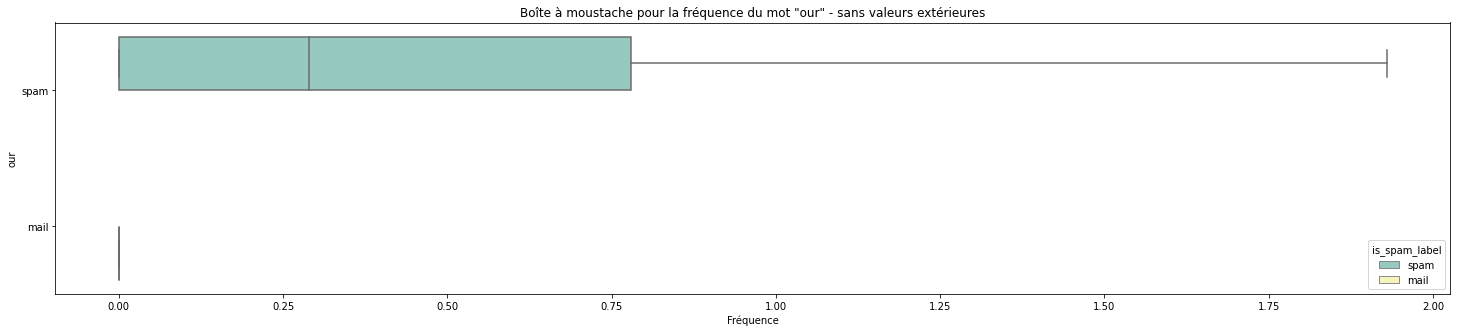 Boîte à moustache pour la fréquence du mot "our" - sans valeurs extérieures
spam
our
mail
is_spam_label
spam
mail
0.00 0.25 0.50 0.75 1.00 1.25 1.50 1.75 2.00
Fréquence